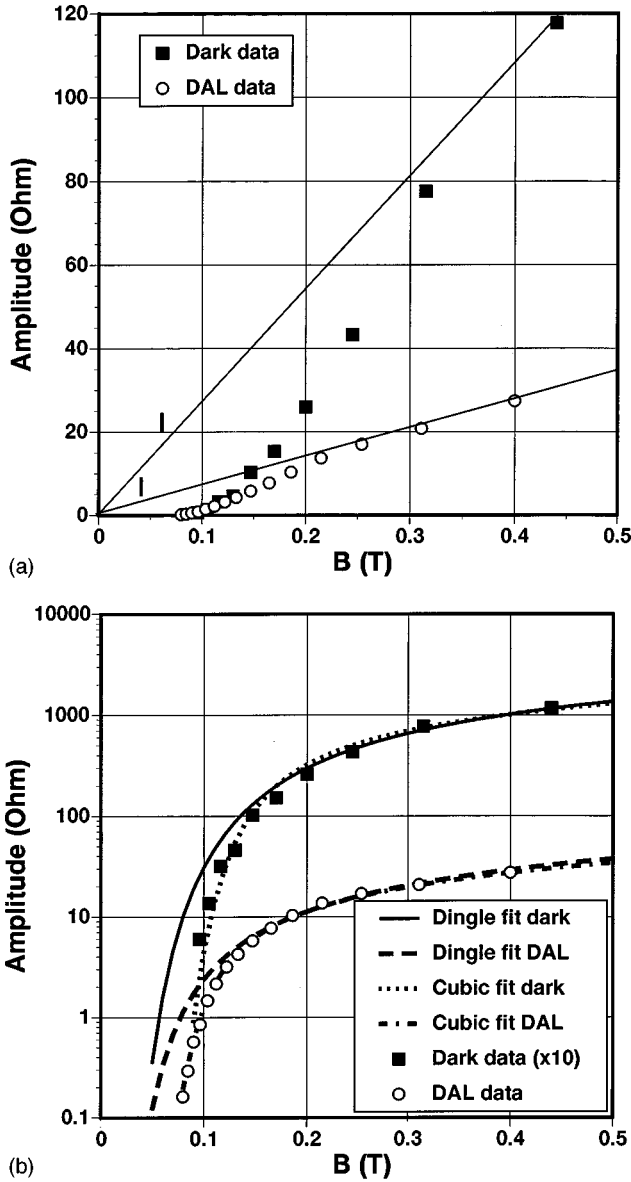 120
100
80
60
40
20
0
Amplitude (Ohm)
Dark data
DAL data
0 0.1 0.2 0.3 0.4 0.5
(a)
B (T)
10000
1000
100
10
1
0.1
Amplitude (Ohm)
Dingle fit dark
Dingle fit DAL
Cubic fit dark
Cubic fit DAL
Dark data (x10)
DAL data
0 0.1 0.2 0.3 0.4 0.5
(b)
B (T)